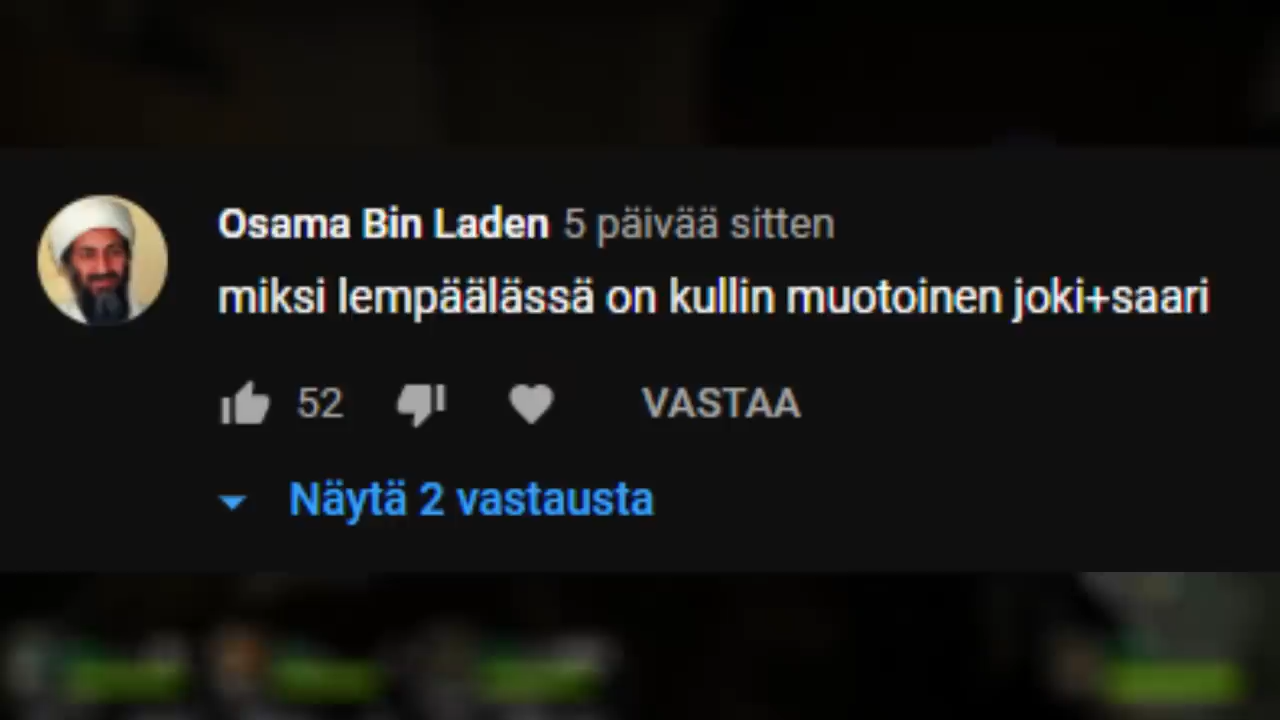 Osama Bin Laden 5 päivää sitten
miksi lempäälässä on kullin muotoinen joki+saari
52 VASTAA
Näytä 2 vastausta